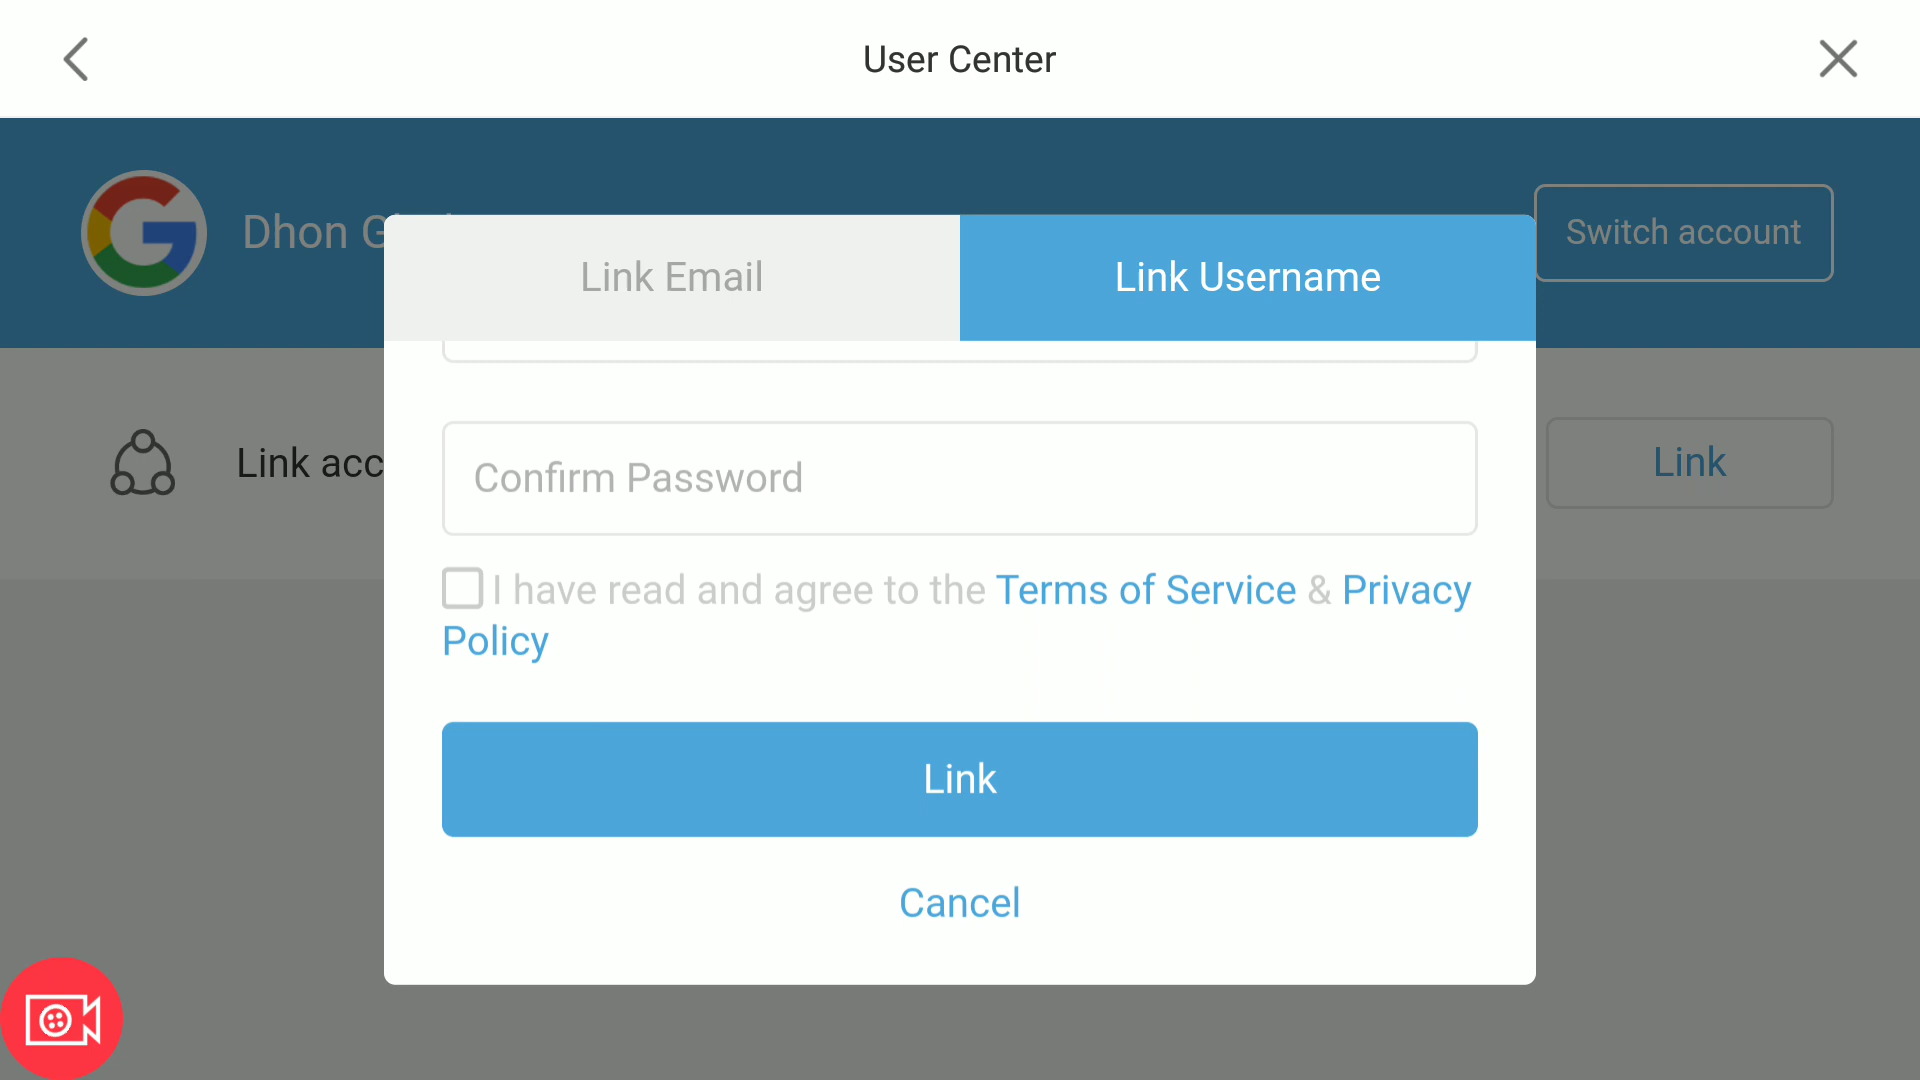 User Center
Dhon
Switch account
Link Email
Link Username
Link acc
Link
Confirm Password
I have read and agree to the Terms of Service & Privacy
Policy
Link
Cancel